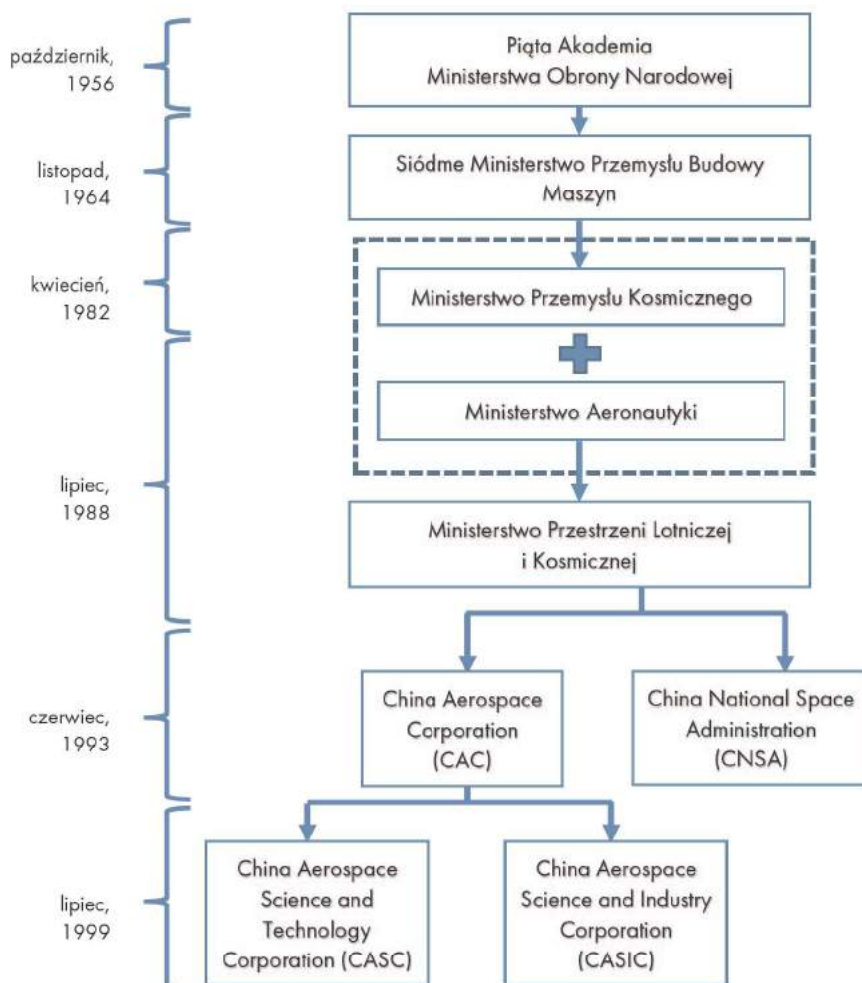 październik,
1956
Piąta Akademia
Ministerstwa Obrony Narodowej
listopad,
1964
Siódme Ministerstwo Przemysłu Budowy
Maszyn
kwiecień,
1982
Ministerstwo Przemysłu Kosmicznego
Ministerstwo Aeronautyki
lipiec,
1988
Ministerstwo Przestrzeni Lotniczej
i Kosmicznej
czerwiec,
1993
China Aerospace
Corporation
(CAC)
China National Space
Administration
(CNSA)
lipiec,
1999
China Aerospace
Science and
Technology
Corporation (CASC)
China Aerospace
Science and Industry
Corporation
(CASIC)